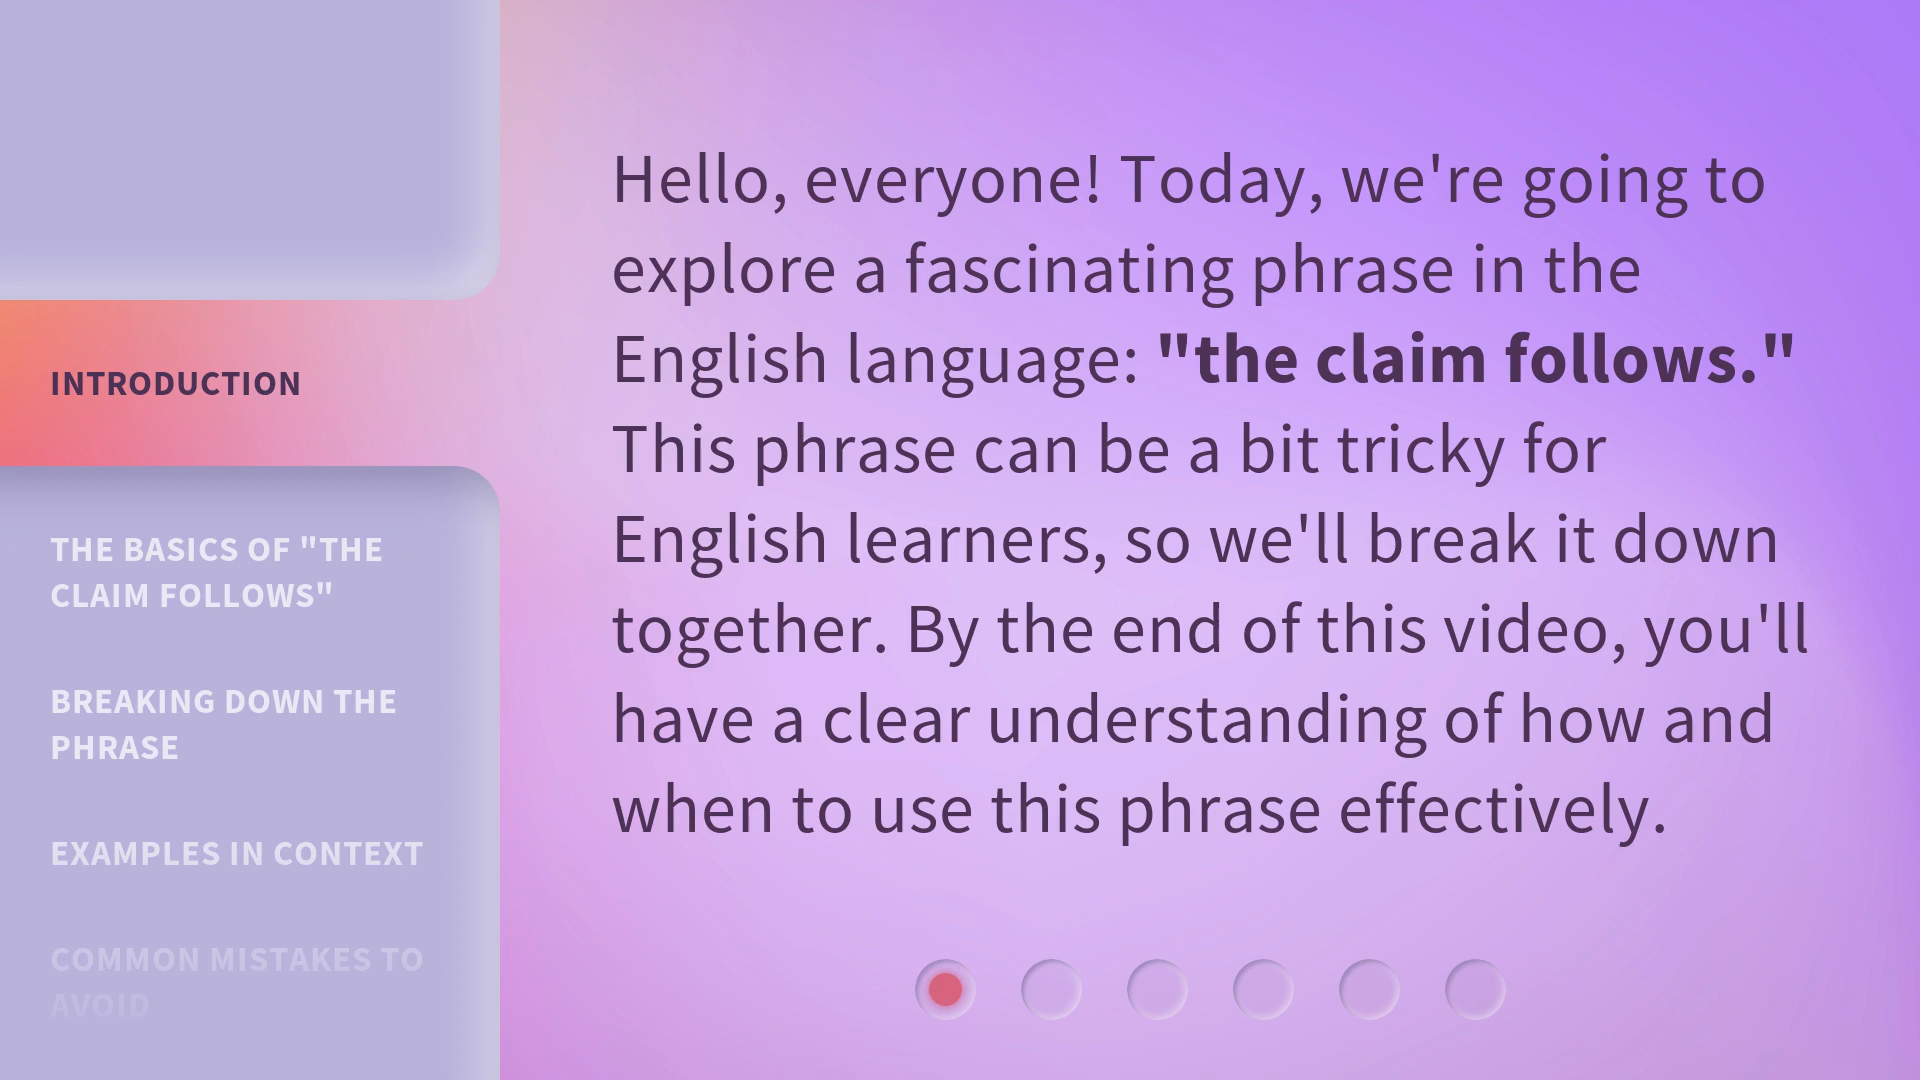 INTRODUCTION
THE BASICS OF "THE
CLAIM FOLLOWS"
BREAKING DOWN THE
PHRASE
EXAMPLES IN CONTEXT
COMMON MISTAKES TO
AVOID
Hello, everyone! Today, we're going to
explore a fascinating phrase in the
English language: "the claim follows."
This phrase can be a bit tricky for
English learners, so we'll break it down
together. By the end of this video, you'll
have a clear understanding of how and
when to use this phrase effectively.